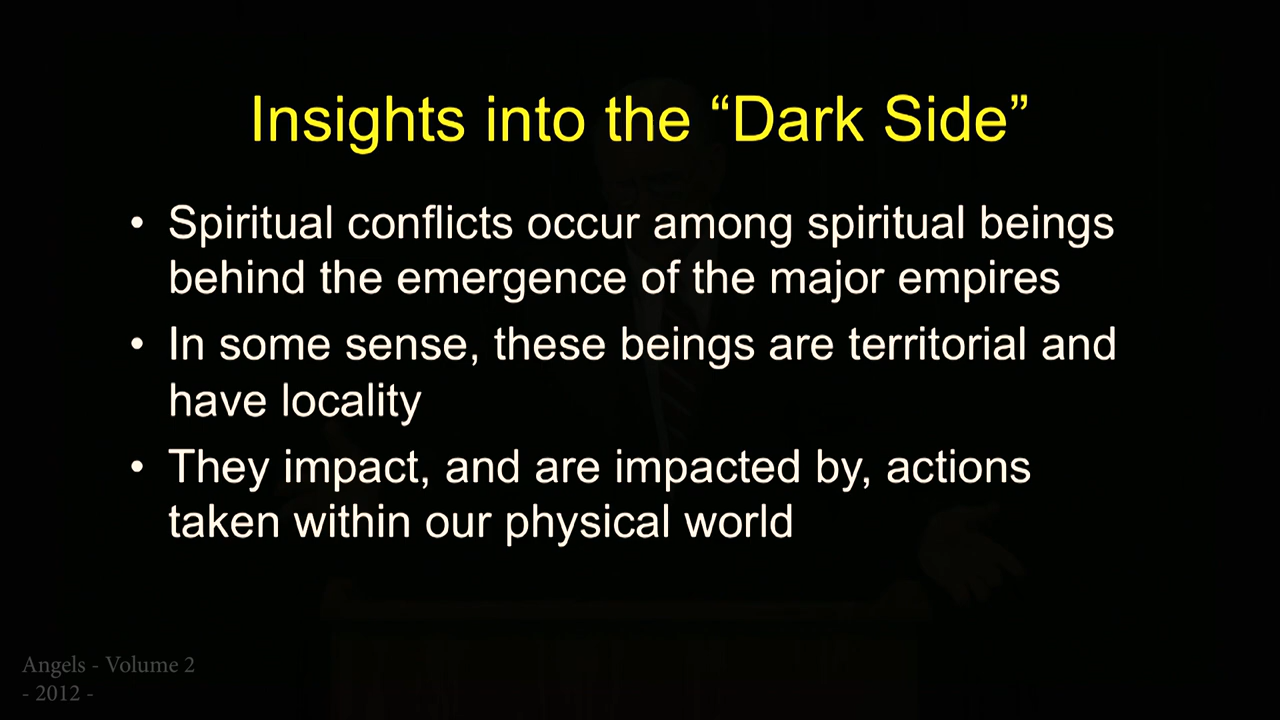 Insights into the “Dark Side”
• Spiritual conflicts occur among spiritual beings
behind the emergence of the major empires
• In some sense, these beings are territorial and
have locality
• They impact, and are impacted by, actions
taken within our physical world
Angels - Volume 2
- 2012 -